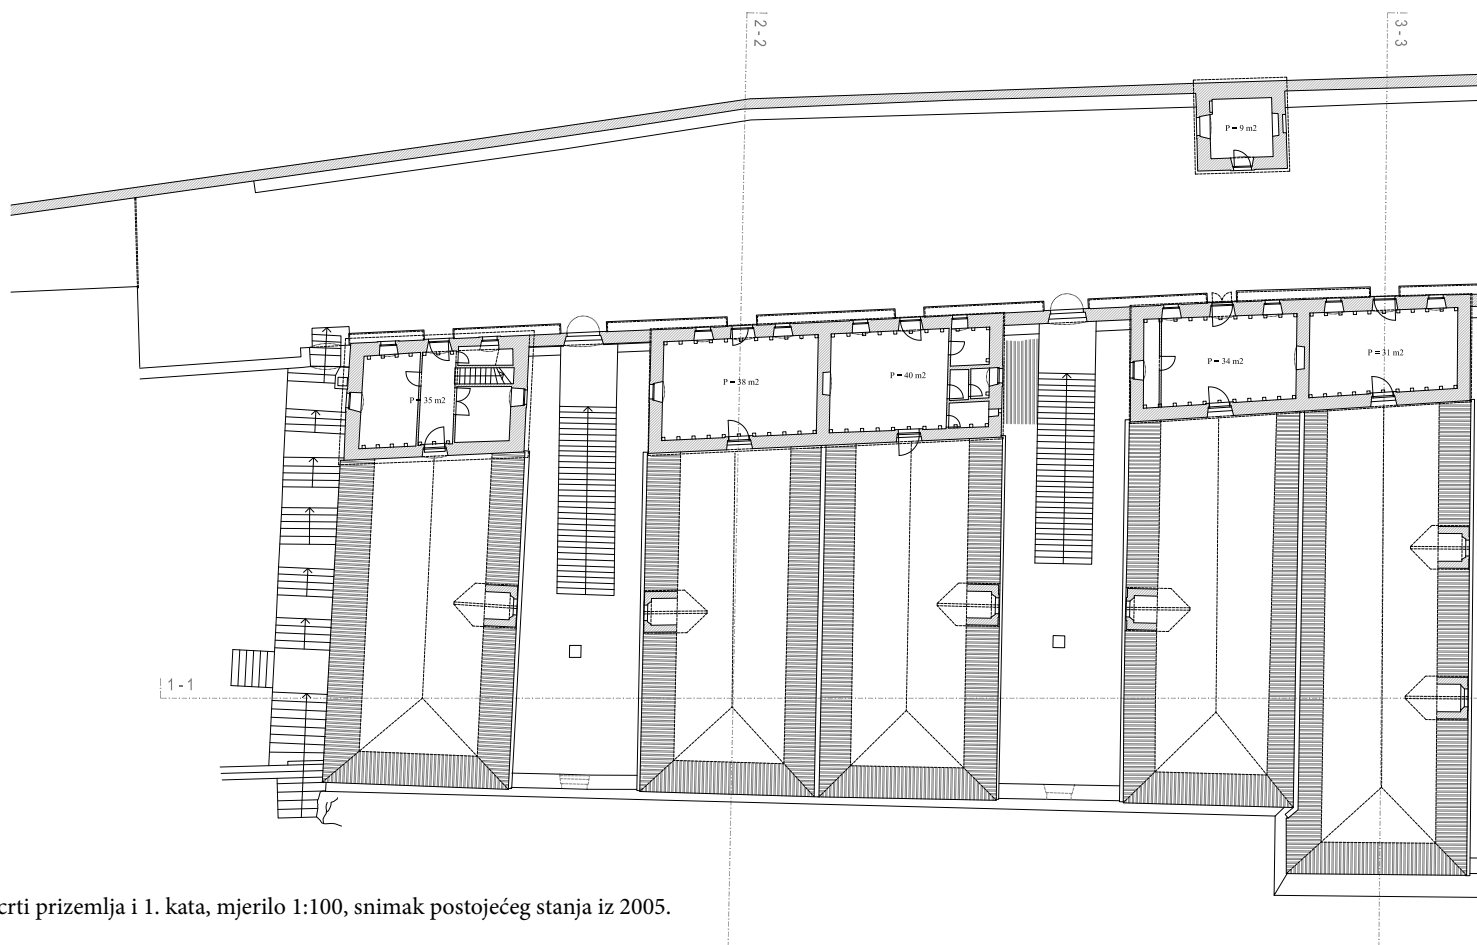 2-2
3-3
P = 9 m2
P = 35 m2
P = 38 m2
P = 40 m2
P = 34 m2
P = 31 m2
1-1
crti prizemlja i 1. kata, mjerilo 1:100, snimak postojećeg stanja iz 2005.